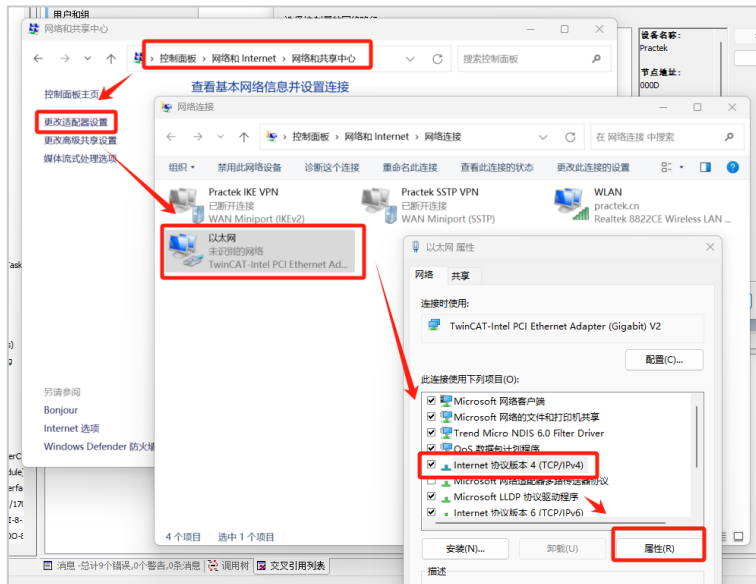 用户和组
网络和共享中心
控制面板 › 网络和 Internet › 网络和共享中心
搜索控制面板
设备名称:
Practek
节点地址:
000D
控制面板主页
查看基本网络信息并设置连接
更改适配器设置
更改高级共享设置
媒体流式处理选项
网络连接
控制面板 › 网络和 Internet › 网络连接
在 网络连接 中搜索
组织
禁用此网络设备
诊断这个连接
重命名此连接
查看此连接的状态
更改此连接的设置
Practek IKE VPN
已断开连接
WAN Miniport (IKEv2)
Practek SSTP VPN
已断开连接
WAN Miniport (SSTP)
WLAN
practek.cn
Realtek 8822CE Wireless LAN ...
以太网
未识别的网络
TwinCAT-Intel PCI Ethernet Ad...
以太网 属性
网络
共享
连接时使用:
TwinCAT-Intel PCI Ethernet Adapter (Gigabit) V2
配置(C)...
此连接使用下列项目(O):
Microsoft 网络客户端
Microsoft 网络的文件和打印机共享
Trend Micro NDIS 6.0 Filter Driver
QoS 数据包计划程序
Internet 协议版本 4 (TCP/IPv4)
Microsoft 网络适配器多路传送器协议
Microsoft LLDP 协议驱动程序
Internet 协议版本 6 (TCP/IPv6)
安装(N)...
卸载(U)
属性(R)
描述
另请参阅
Bonjour
Internet 选项
Windows Defender 防火墙
4 个项目
选中 1 个项目
消息 -总计9个错误,0个警告,0条消息
调用树
交叉引用列表